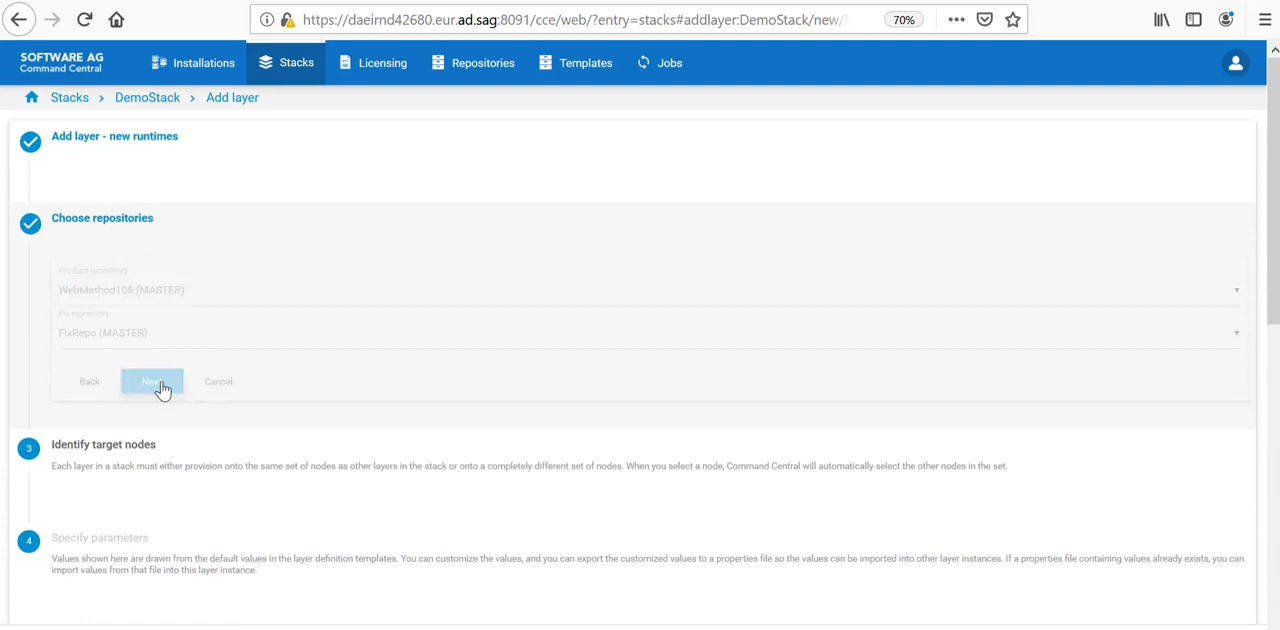 https://daeirnd42680.eur.ad.sag:8091/cce/web/?entry=stacks#addlayer:DemoStack/new/
70%
SOFTWARE AG
Command Central
Installations
Stacks
Licensing
Repositories
Templates
Jobs
Stacks > DemoStack > Add layer
Add layer - new runtimes
Choose repositories
Product repository
WebMethod105 (MASTER)
Fix repository
FixRepo (MASTER)
Back
Next
Cancel
3
Identify target nodes
Each layer in a stack must either provision onto the same set of nodes as other layers in the stack or onto a completely different set of nodes. When you select a node, Command Central will automatically select the other nodes in the set.
4
Specify parameters
Values shown here are drawn from the default values in the layer definition templates. You can customize the values, and you can export the customized values to a properties file so the values can be imported into other layer instances. If a properties file containing values already exists, you can
import values from that file into this layer instance.